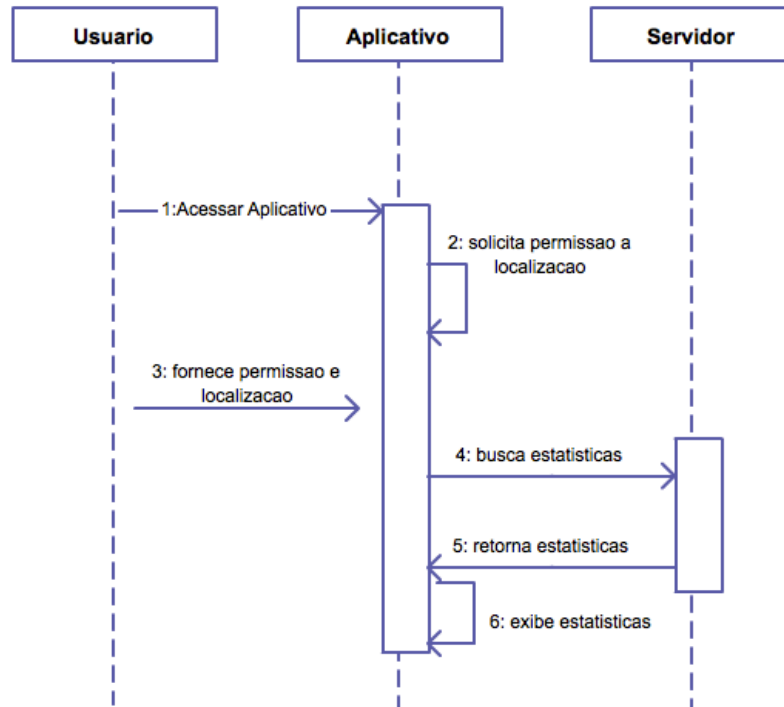 Usuario
Aplicativo
Servidor
1:Acessar Aplicativo
2: solicita permissao a
localizacao
3: fornece permissao e
localizacao
4: busca estatisticas
5: retorna estatisticas
6: exibe estatisticas